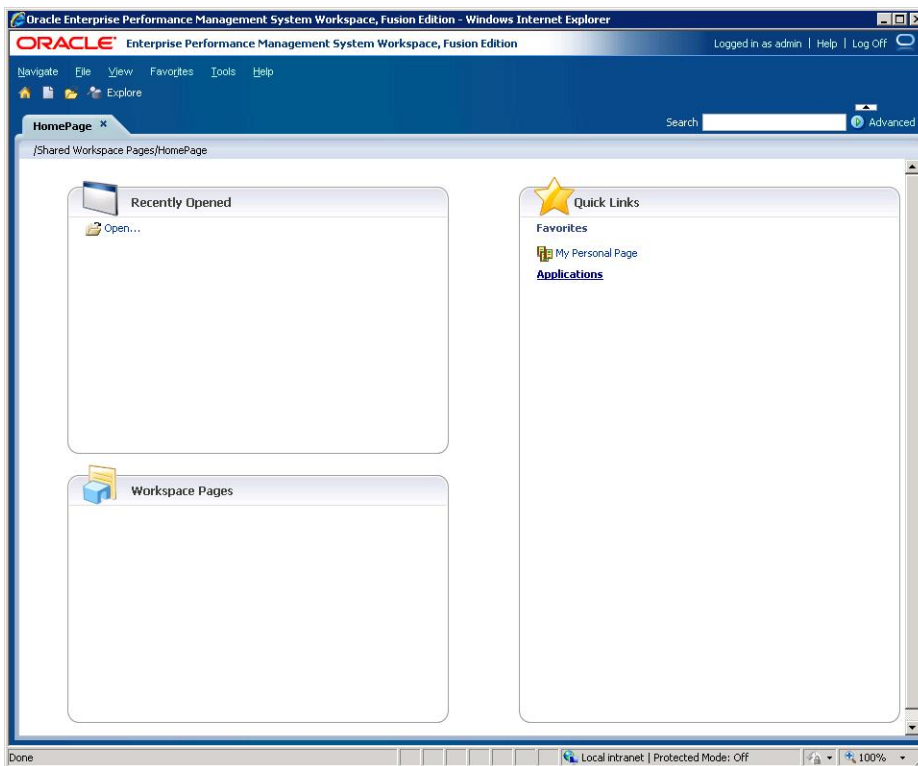 Oracle Enterprise Performance Management System Workspace, Fusion Edition - Windows Internet Explorer
ORACLE Enterprise Performance Management System Workspace, Fusion Edition Logged in as admin | Help | Log Off
Navigate File View Favorites Tools Help
Explore
HomePage × Search Advanced
/Shared Workspace Pages/HomePage
Recently Opened
Open...
Quick Links
Favorites
My Personal Page
Applications
Workspace Pages
Done Local intranet | Protected Mode: Off 100%